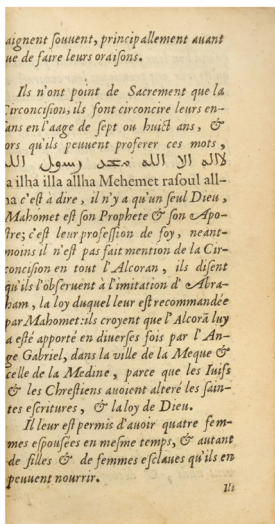 aignent souvent, principallement auant
ue de faire leurs oraisons.
Ils n'ont point de Sacrement que la
Circoncision, ils font circoncire leurs en-
ans en l'aage de sept ou huict ans, &
ors qu'ils peuuent proferer ces mots,
لااله الا الله محمد رسول الله
a ilha illa allha Mehemet rasoul all-
ha c'est à dire, il n'y a qu'un seul Dieu,
Mahomet est son Prophete & son Apo-
tre; c'est leur profession de foy, neant-
moins il n'est pas fait mention de la Cir-
concision en tout l'Alcoran, ils disent
qu'ils l'obseruent à l'imitation d'Abra-
ham, la loy duquel leur est recommandée
par Mahomet: ils croyent que l'Alcorã luy
a esté apporté en diuerses fois par l'An-
ge Gabriel, dans la ville de la Meque &
celle de la Medine, parce que les Iuifs
& les Chrestiens auoient alteré les sain-
tes escritures, & la loy de Dieu.
Il leur est permis d'auoir quatre fem-
mes espousées en mesme temps, & autant
de filles & de femmes esclaues qu'ils en
peuuent nourrir.